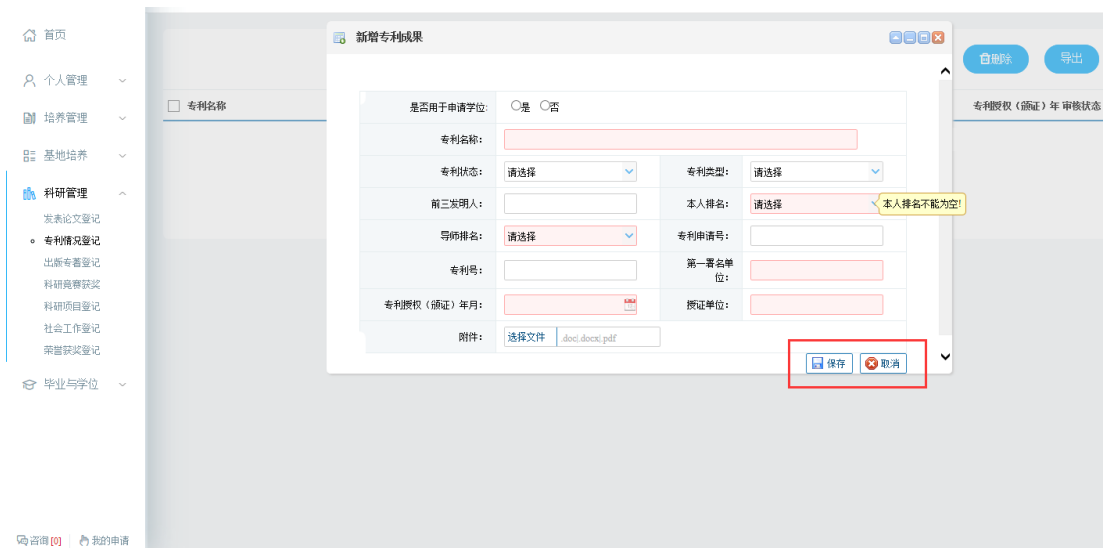 首页
个人管理
培养管理
基地培养
科研管理
发表论文登记
专利情况登记
出版专著登记
科研竞赛获奖
科研项目登记
社会工作登记
荣誉获奖登记
毕业与学位
咨询[0] 我的申请
新增专利成果
删除 导出
专利名称
专利授权（颁证）年 审核状态
是否用于申请学位: 是 否
专利名称：
专利状态： 请选择 专利类型： 请选择
前三发明人： 本人排名： 请选择 本人排名不能为空!
导师排名： 请选择 专利申请号：
专利号： 第一署名单
位：
专利授权（颁证）年月： 授证单位：
附件： 选择文件 .doc|.docx|.pdf
保存 取消